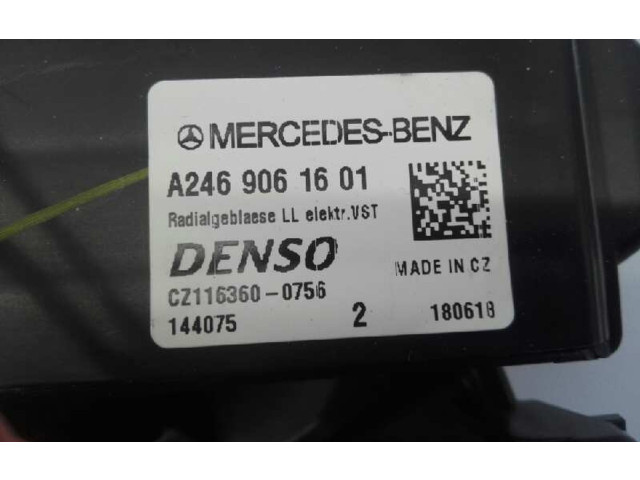 MERCEDES-BENZ
A246 906 16 01
Radialgeblaese LL elektr.VST
DENSO
MADE IN CZ
CZ116360-0756
144075 2 180618